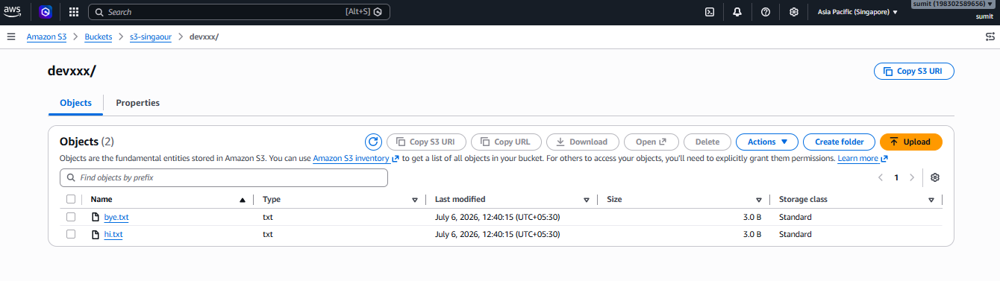 aws
Search [Alt+S]
Asia Pacific (Singapore) ▼
sumit (198302589656) ▼
sumit
Amazon S3 > Buckets > s3-singaour > devxxx/
devxxx/
Copy S3 URI
Objects
Properties
Objects (2)
Copy S3 URI
Copy URL
Download
Open
Delete
Actions ▼
Create folder
Upload
Objects are the fundamental entities stored in Amazon S3. You can use Amazon S3 inventory to get a list of all objects in your bucket. For others to access your objects, you'll need to explicitly grant them permissions. Learn more
Find objects by prefix
< 1 >
Name Type Last modified Size Storage class
bye.txt txt July 6, 2026, 12:40:15 (UTC+05:30) 3.0 B Standard
hi.txt txt July 6, 2026, 12:40:15 (UTC+05:30) 3.0 B Standard